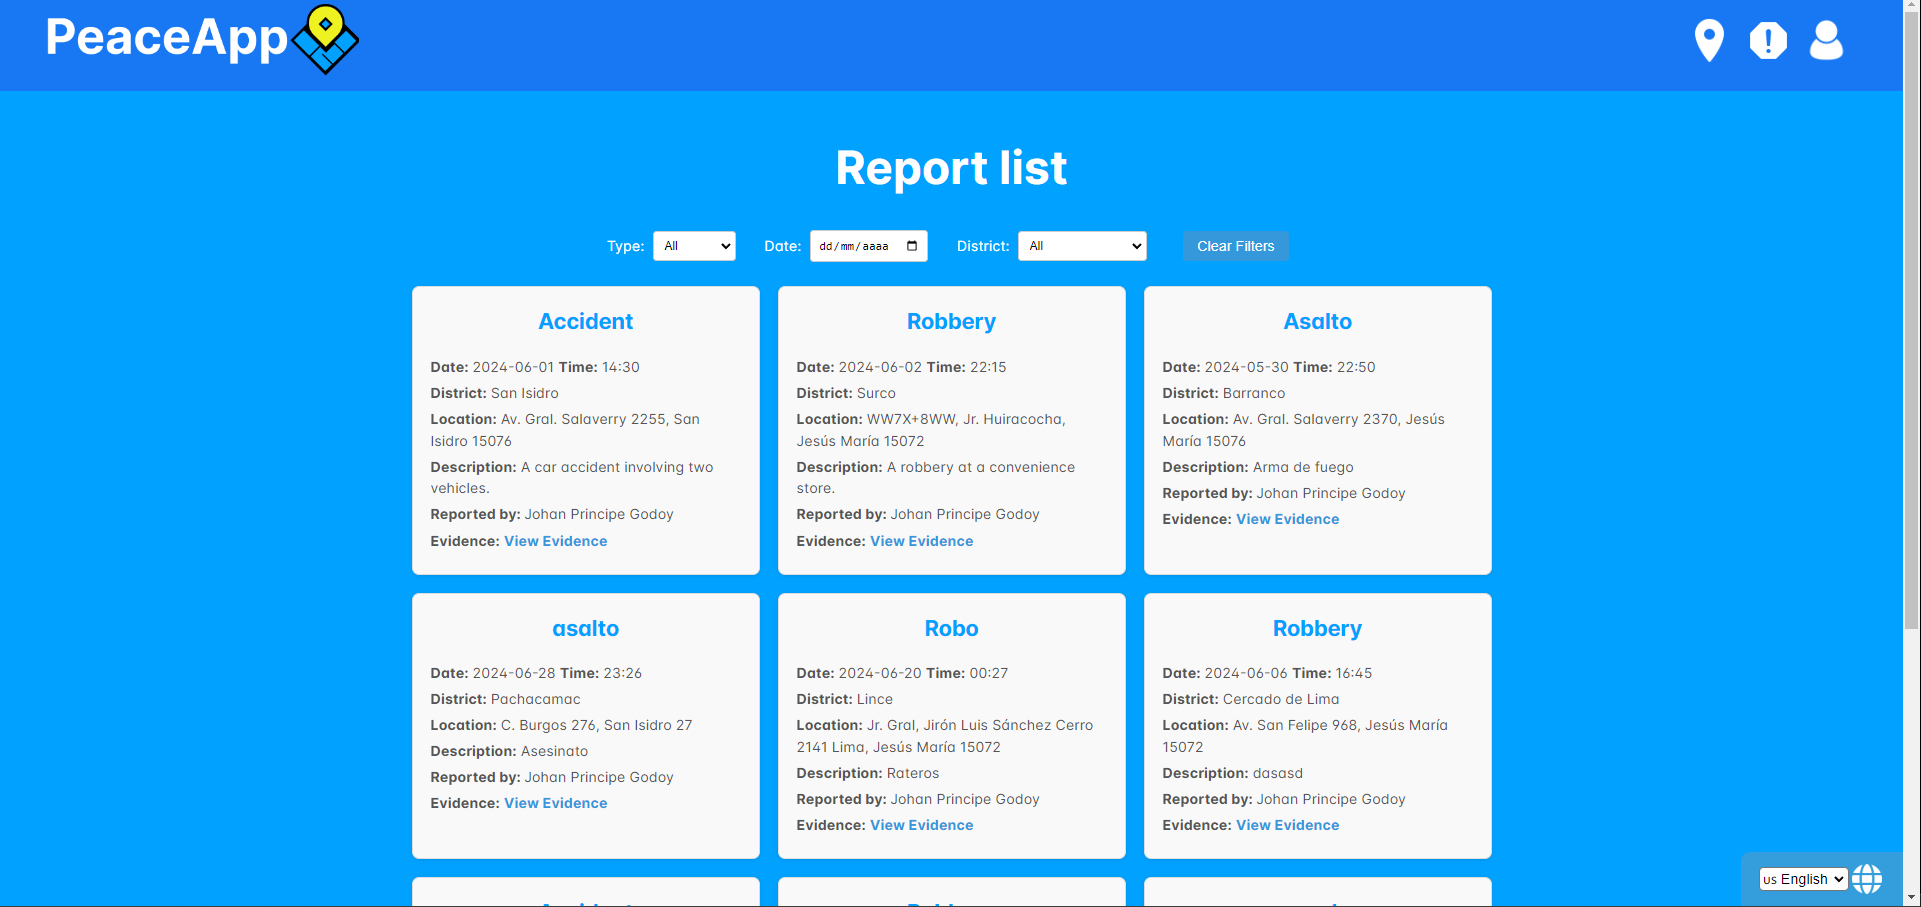 PeaceApp
Report list
Type: All
Date: dd/mm/aaaa
District: All
Clear Filters
Accident
Date: 2024-06-01 Time: 14:30
District: San Isidro
Location: Av. Gral. Salaverry 2255, San
Isidro 15076
Description: A car accident involving two
vehicles.
Reported by: Johan Principe Godoy
Evidence: View Evidence
Robbery
Date: 2024-06-02 Time: 22:15
District: Surco
Location: WW7X+8WW, Jr. Huiracocha,
Jesús María 15072
Description: A robbery at a convenience
store.
Reported by: Johan Principe Godoy
Evidence: View Evidence
Asalto
Date: 2024-05-30 Time: 22:50
District: Barranco
Location: Av. Gral. Salaverry 2370, Jesús
María 15076
Description: Arma de fuego
Reported by: Johan Principe Godoy
Evidence: View Evidence
asalto
Date: 2024-06-28 Time: 23:26
District: Pachacamac
Location: C. Burgos 276, San Isidro 27
Description: Asesinato
Reported by: Johan Principe Godoy
Evidence: View Evidence
Robo
Date: 2024-06-20 Time: 00:27
District: Lince
Location: Jr. Gral, Jirón Luis Sánchez Cerro
2141 Lima, Jesús María 15072
Description: Rateros
Reported by: Johan Principe Godoy
Evidence: View Evidence
Robbery
Date: 2024-06-06 Time: 16:45
District: Cercado de Lima
Location: Av. San Felipe 968, Jesús María
15072
Description: dasasd
Reported by: Johan Principe Godoy
Evidence: View Evidence
us English